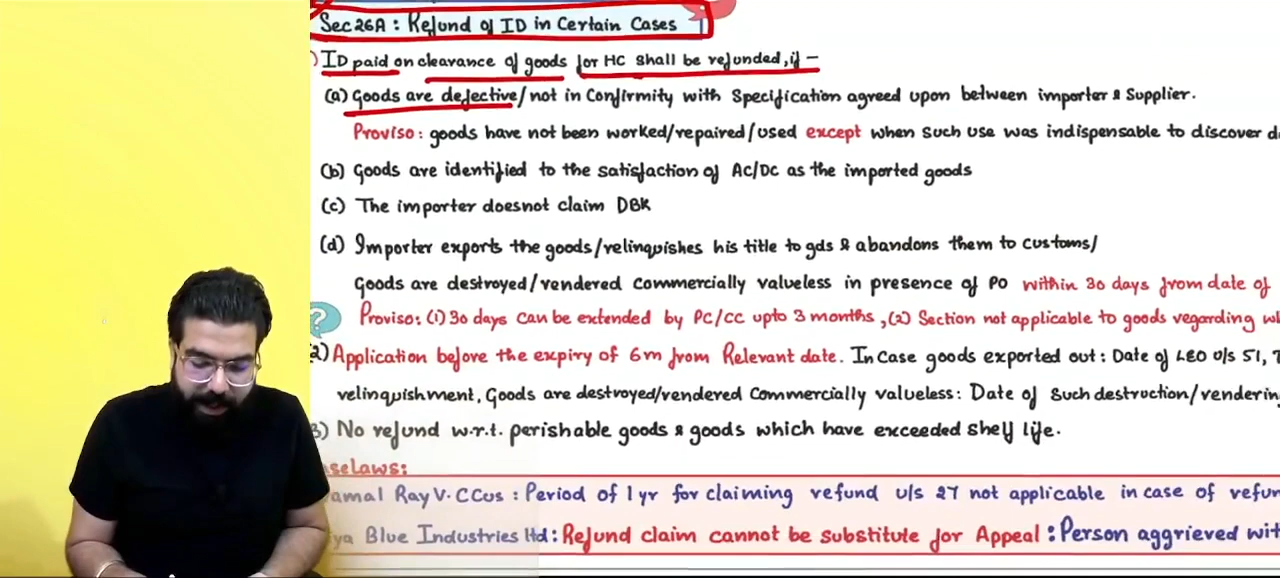 Sec 26A : Refund of ID in Certain Cases
) ID paid on clearance of goods for HC shall be refunded, if –
(a) Goods are defective/not in Confirmity with Specification agreed upon between importer & Supplier.
Proviso: goods have not been worked/repaired/used except when such use was indispensable to discover
(b) Goods are identified to the satisfaction of AC/DC as the imported goods
(c) The importer doesnot claim DBK
(d) Importer exports the goods/relinquishes his title to gds & abandons them to customs/
Goods are destroyed/rendered Commercially valueless in presence of PO within 30 days from date of
? Proviso: (1) 30 days can be extended by PC/CC upto 3 months, (2) Section not applicable to goods regarding
2) Application before the expiry of 6m from Relevant date. In Case goods exported out : Date of LEO u/s 51,
relinquishment, Goods are destroyed/rendered Commercially valueless: Date of Such destruction/renderin
3) No refund w.r.t. perishable goods & goods which have exceeded shelf life.
selaws:
amal Ray V. CCus : Period of 1 yr for claiming refund u/s 27 not applicable in case of refun
ya Blue Industries Ltd : Refund claim cannot be substitute for Appeal : Person aggrieved wit